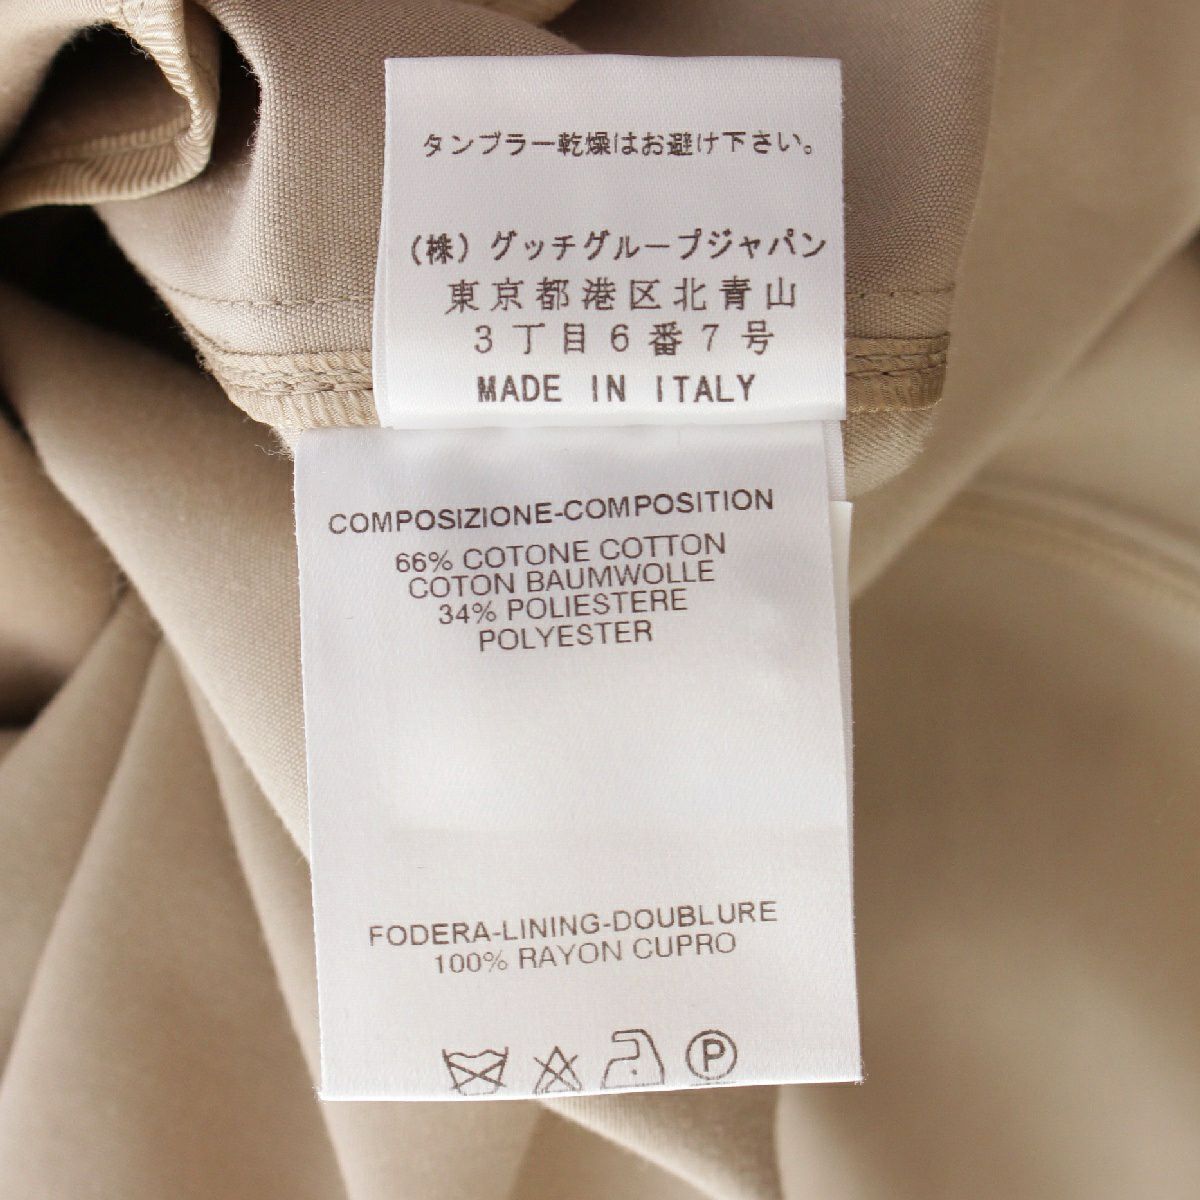 タンブラー乾燥はお避け下さい。
（株）グッチグループジャパン
東京都港区北青山
3丁目6番7号
MADE IN ITALY
COMPOSIZIONE-COMPOSITION
66% COTONE COTTON
COTON BAUMWOLLE
34% POLIESTERE
POLYESTER
FODERA-LINING-DOUBLURE
100% RAYON CUPRO
P